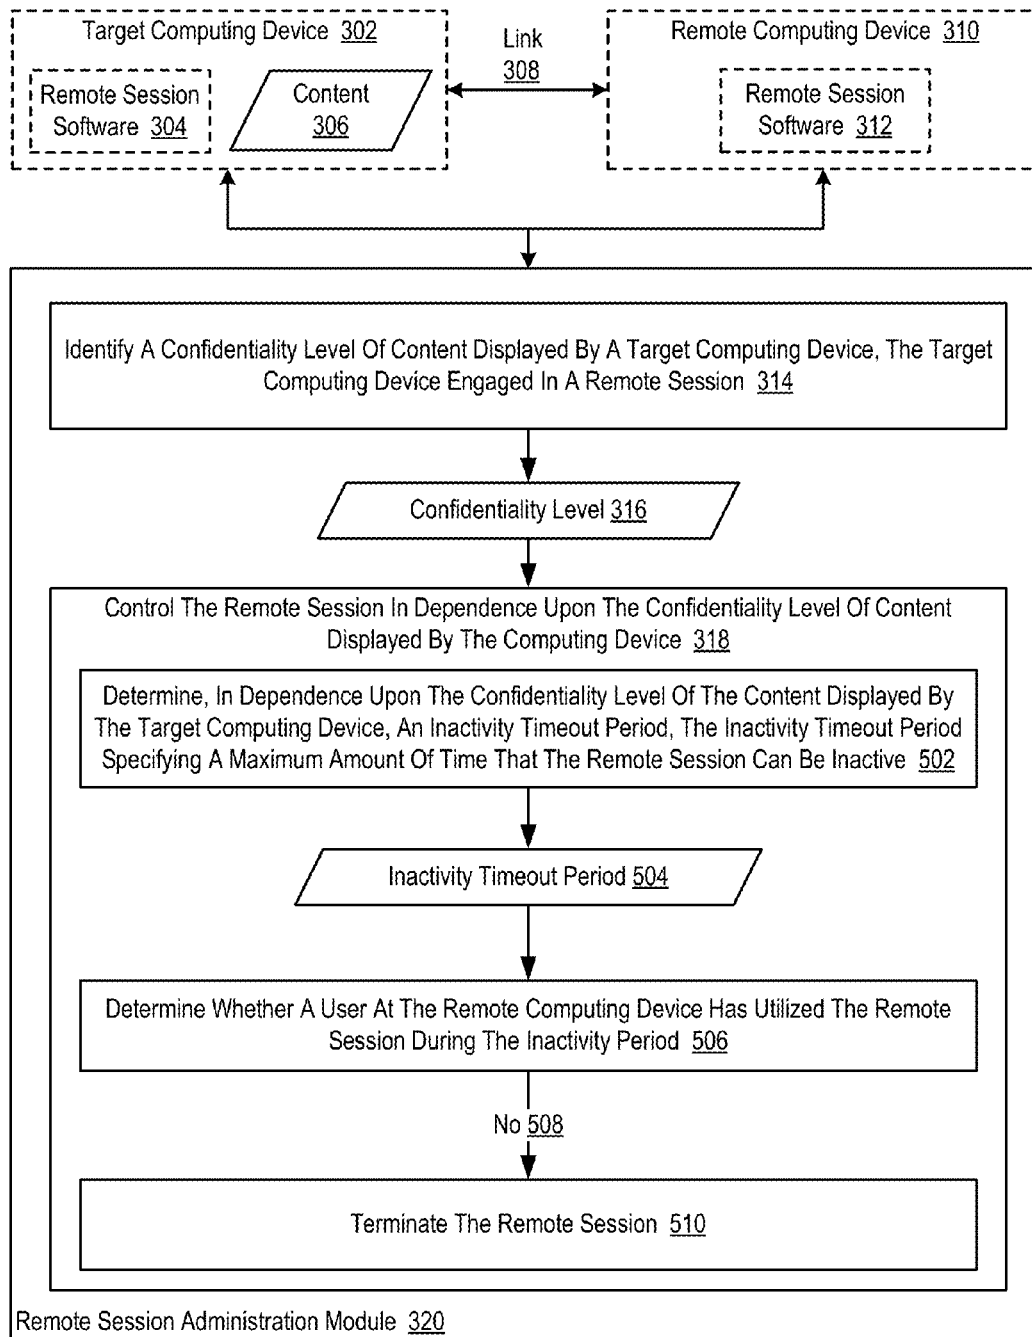 Target Computing Device 302
Remote Session
Software 304
Content
306
Link
308
Remote Computing Device 310
Remote Session
Software 312
Identify A Confidentiality Level Of Content Displayed By A Target Computing Device, The Target
Computing Device Engaged In A Remote Session 314
Confidentiality Level 316
Control The Remote Session In Dependence Upon The Confidentiality Level Of Content
Displayed By The Computing Device 318
Determine, In Dependence Upon The Confidentiality Level Of The Content Displayed By
The Target Computing Device, An Inactivity Timeout Period, The Inactivity Timeout Period
Specifying A Maximum Amount Of Time That The Remote Session Can Be Inactive 502
Inactivity Timeout Period 504
Determine Whether A User At The Remote Computing Device Has Utilized The Remote
Session During The Inactivity Period 506
No 508
Terminate The Remote Session 510
Remote Session Administration Module 320